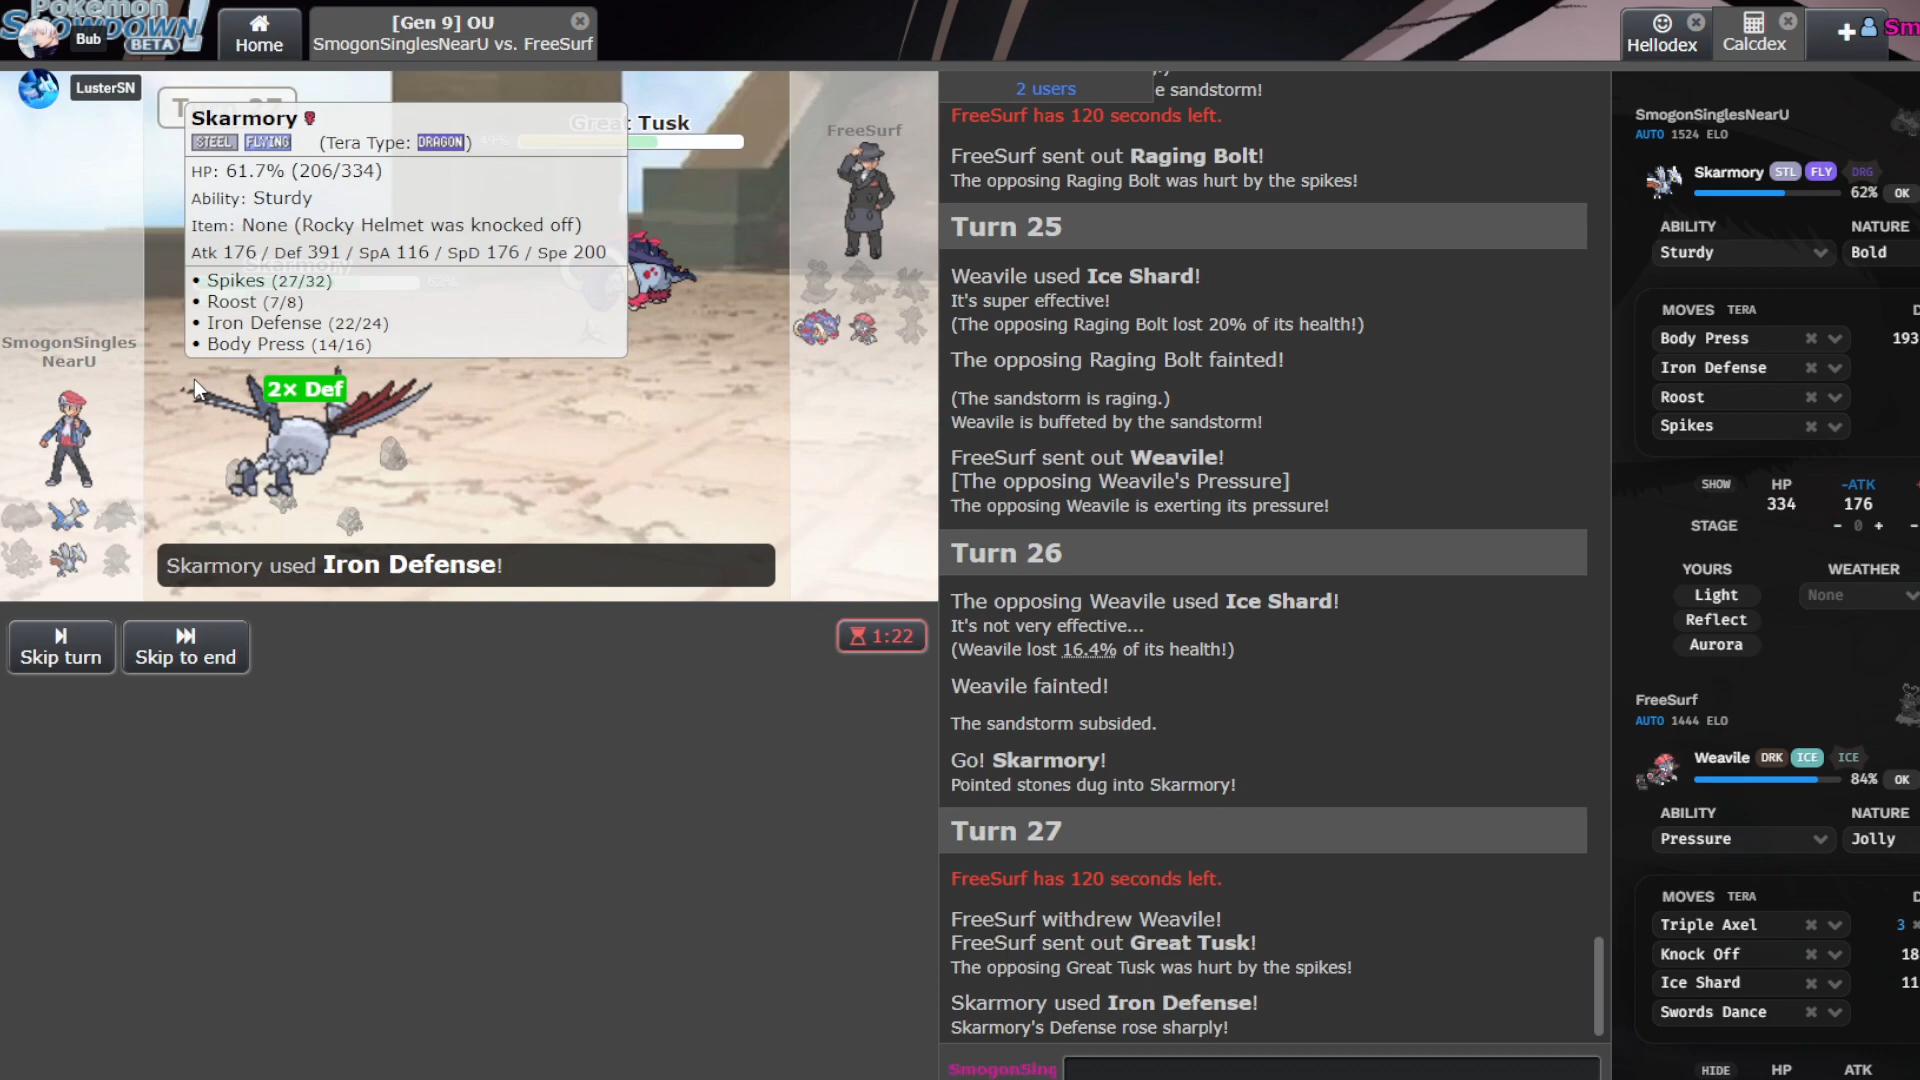 Pokémon
SHOWDOWN!
BETA
Bub
Home
[Gen 9] OU
SmogonSinglesNearU vs. FreeSurf
Hellodex
Calcdex
LusterSN
Skarmory
STEEL FLYING (Tera Type: DRAGON)
HP: 61.7% (206/334)
Ability: Sturdy
Item: None (Rocky Helmet was knocked off)
Atk 176 / Def 391 / SpA 116 / SpD 176 / Spe 200
• Spikes (27/32)
• Roost (7/8)
• Iron Defense (22/24)
• Body Press (14/16)
Great Tusk
49%
FreeSurf
SmogonSingles
NearU
2× Def
Skarmory used Iron Defense!
Skip turn
Skip to end
1:22
2 users
e sandstorm!
FreeSurf has 120 seconds left.
FreeSurf sent out Raging Bolt!
The opposing Raging Bolt was hurt by the spikes!
Turn 25
Weavile used Ice Shard!
It's super effective!
(The opposing Raging Bolt lost 20% of its health!)
The opposing Raging Bolt fainted!
(The sandstorm is raging.)
Weavile is buffeted by the sandstorm!
FreeSurf sent out Weavile!
[The opposing Weavile's Pressure]
The opposing Weavile is exerting its pressure!
Turn 26
The opposing Weavile used Ice Shard!
It's not very effective...
(Weavile lost 16.4% of its health!)
Weavile fainted!
The sandstorm subsided.
Go! Skarmory!
Pointed stones dug into Skarmory!
Turn 27
FreeSurf has 120 seconds left.
FreeSurf withdrew Weavile!
FreeSurf sent out Great Tusk!
The opposing Great Tusk was hurt by the spikes!
Skarmory used Iron Defense!
Skarmory's Defense rose sharply!
SmogonSing
SmogonSinglesNearU
AUTO 1524 ELO
Skarmory STL FLY DRG
62% OK
ABILITY NATURE
Sturdy Bold
MOVES TERA
Body Press 193
Iron Defense
Roost
Spikes
SHOW HP -ATK
334 176
STAGE - 0 + -
YOURS WEATHER
Light None
Reflect
Aurora
FreeSurf
AUTO 1444 ELO
Weavile DRK ICE ICE
84% OK
ABILITY NATURE
Pressure Jolly
MOVES TERA
Triple Axel 3
Knock Off 18
Ice Shard 11
Swords Dance
HIDE HP ATK